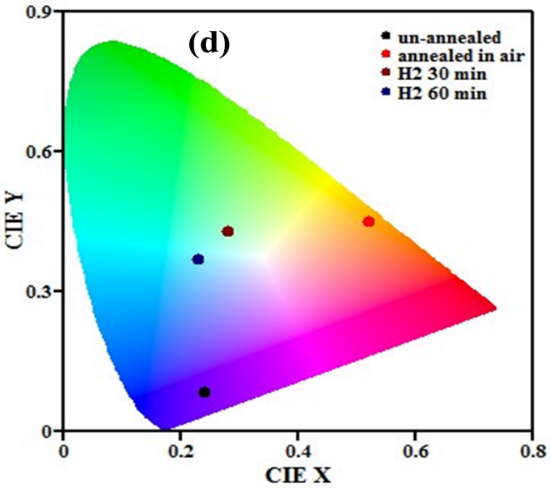 0.9
(d)
un-annealed
annealed in air
H2 30 min
H2 60 min
0.6
CIE Y
0.3
0
0 0.2 0.4 0.6 0.8
CIE X